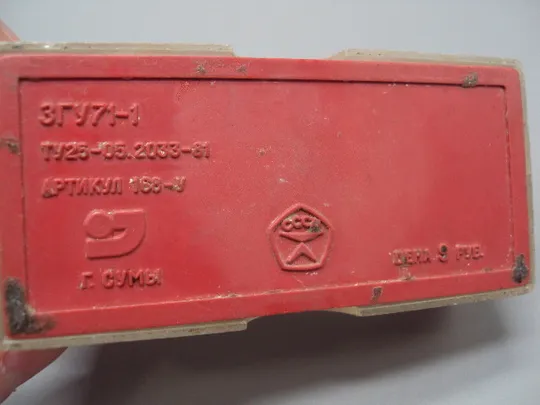 ЗГУ71-1
ТУ25-05.2033-81
АРТИКУЛ 168-У
СССР
Г. СУМЫ
ЦЕНА 9 РУБ.